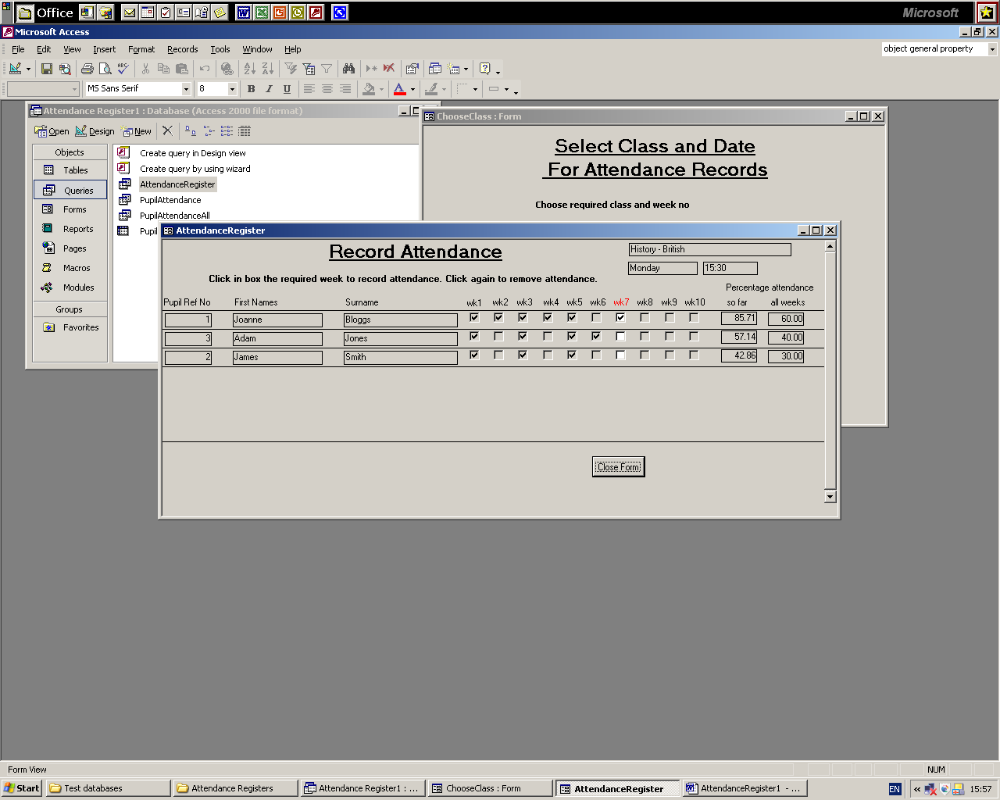 Office Microsoft
Microsoft Access
File Edit View Insert Format Records Tools Window Help object general property
MS Sans Serif 8 B I U
Attendance Register1 : Database (Access 2000 file format)
Open Design New
Objects
Tables
Queries
Forms
Reports
Pages
Macros
Modules
Groups
Favorites
Create query in Design view
Create query by using wizard
AttendanceRegister
PupilAttendance
PupilAttendanceAll
Pupil
ChooseClass : Form
Select Class and Date
For Attendance Records
Choose required class and week no
AttendanceRegister
Record Attendance
History - British
Monday 15:30
Click in box the required week to record attendance. Click again to remove attendance.
Percentage attendance
Pupil Ref No First Names Surname wk1 wk2 wk3 wk4 wk5 wk6 wk7 wk8 wk9 wk10 so far all weeks
1 Joanne Bloggs 85.71 60.00
3 Adam Jones 57.14 40.00
2 James Smith 42.86 30.00
Close Form
Form View NUM
Start Test databases Attendance Registers Attendance Register1 : ... ChooseClass : Form AttendanceRegister AttendanceRegister1 - ... EN « 15:57